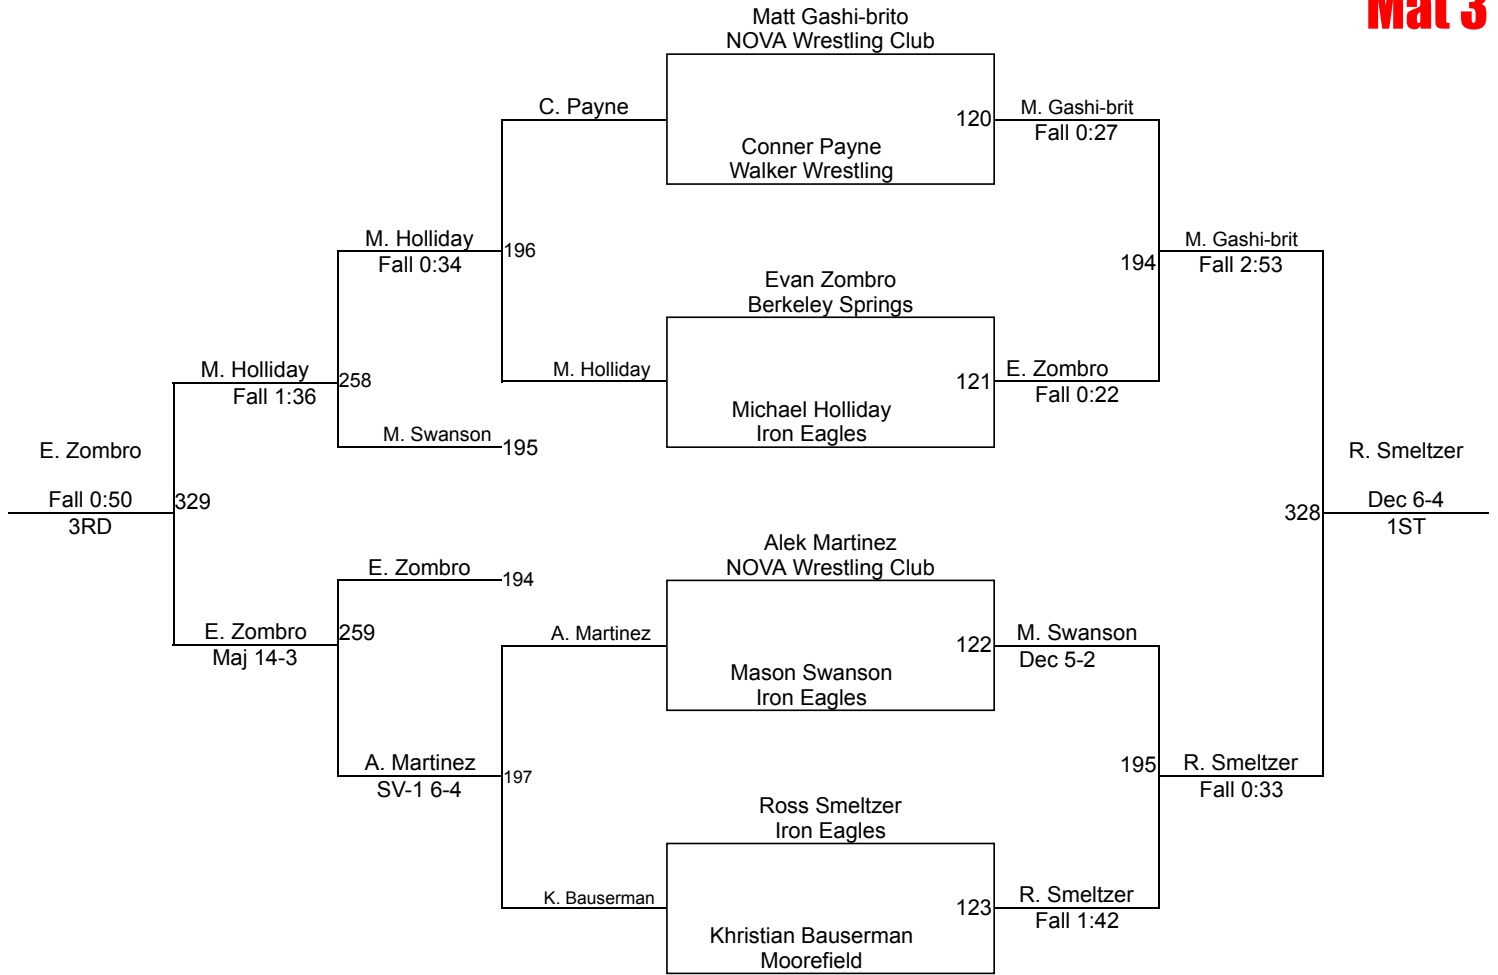 Mat 3
Matt Gashi-brito
NOVA Wrestling Club
C. Payne
120
M. Gashi-brit
Fall 0:27
Conner Payne
Walker Wrestling
M. Holliday
Fall 0:34
196
M. Gashi-brit
194
Fall 2:53
Evan Zombro
Berkeley Springs
M. Holliday
Fall 1:36
258
M. Holliday
121
E. Zombro
Fall 0:22
Michael Holliday
Iron Eagles
M. Swanson
195
E. Zombro
Fall 0:50
3RD
329
R. Smeltzer
328
Dec 6-4
1ST
Alek Martinez
NOVA Wrestling Club
E. Zombro
194
E. Zombro
Maj 14-3
259
A. Martinez
122
M. Swanson
Dec 5-2
Mason Swanson
Iron Eagles
A. Martinez
SV-1 6-4
197
195
R. Smeltzer
Fall 0:33
Ross Smeltzer
Iron Eagles
K. Bauserman
123
R. Smeltzer
Fall 1:42
Khristian Bauserman
Moorefield